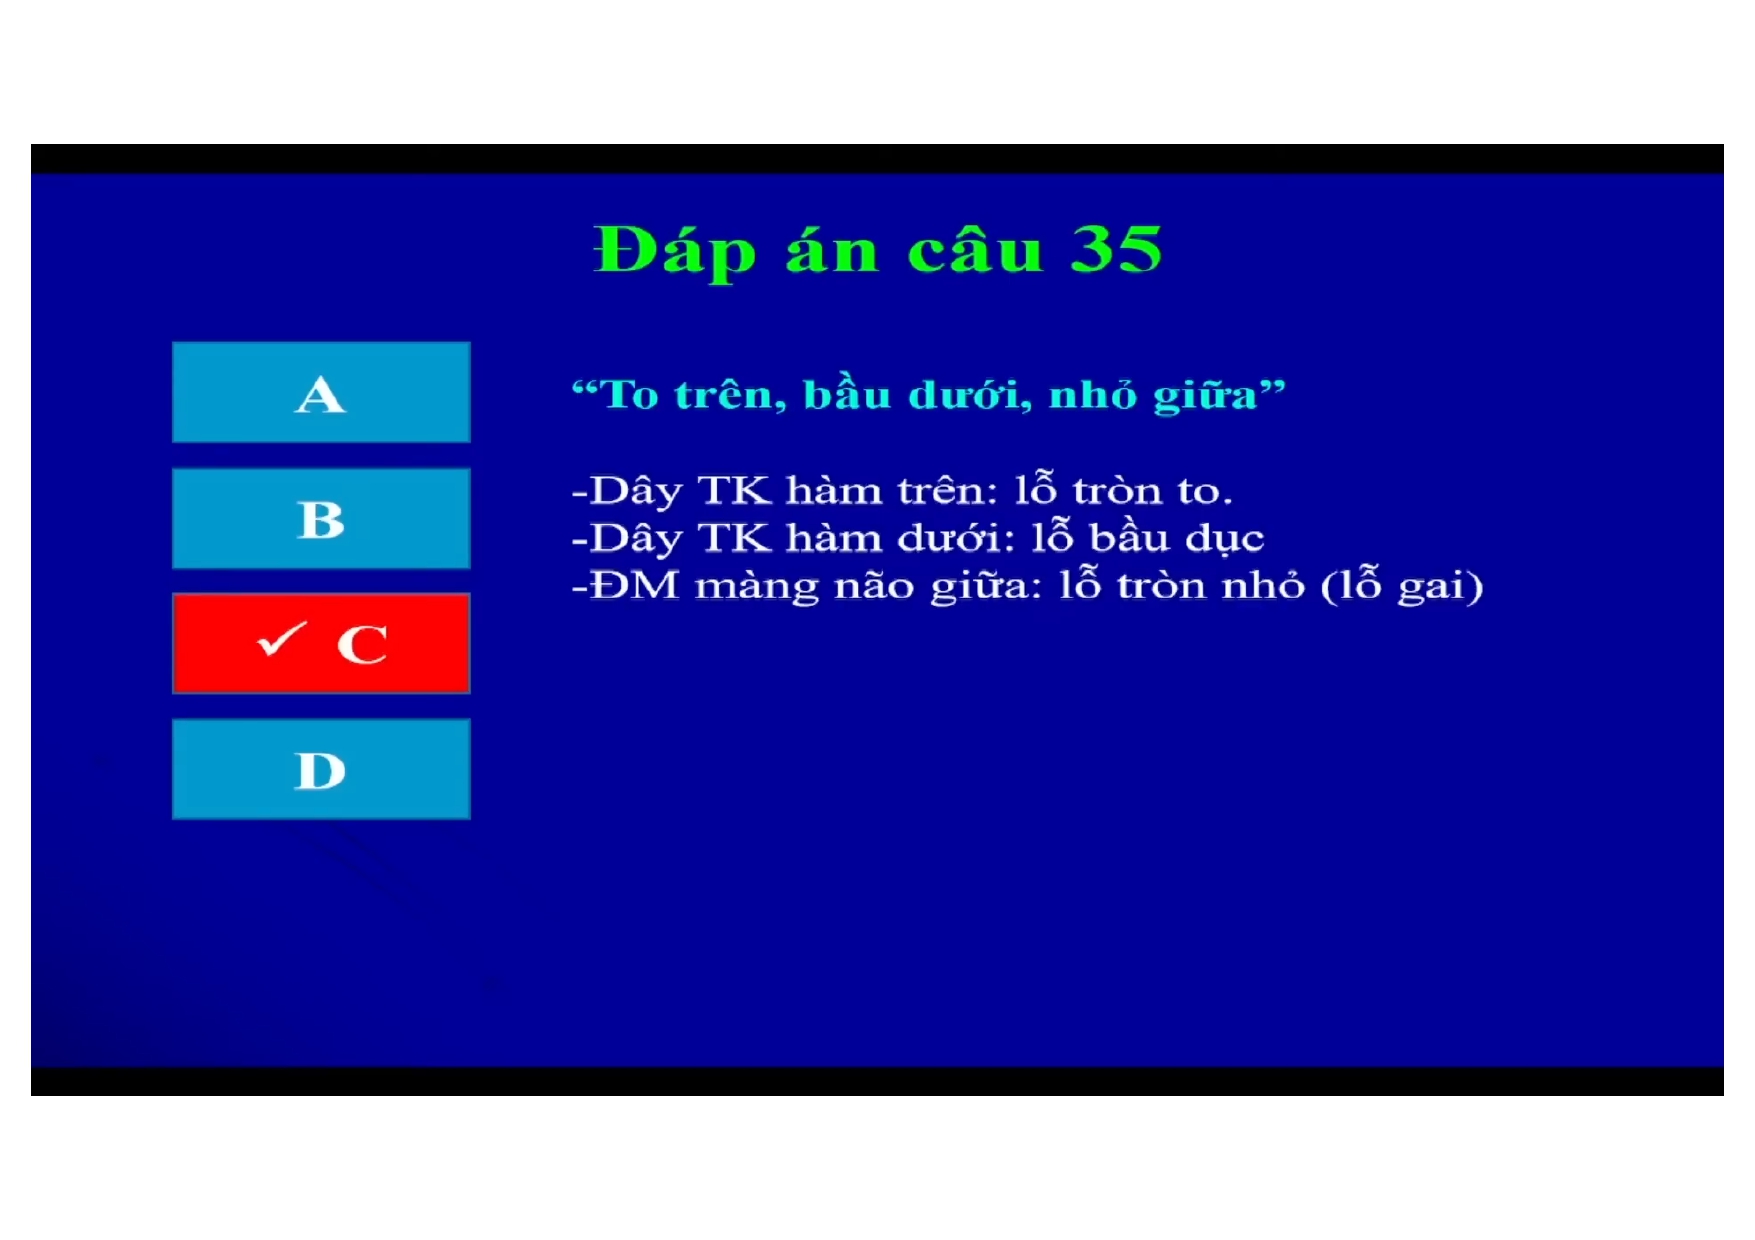 Đáp án câu 35
A
B
✓ C
D
“To trên, bầu dưới, nhỏ giữa”
-Dây TK hàm trên: lỗ tròn to.
-Dây TK hàm dưới: lỗ bầu dục
-ĐM màng não giữa: lỗ tròn nhỏ (lỗ gai)